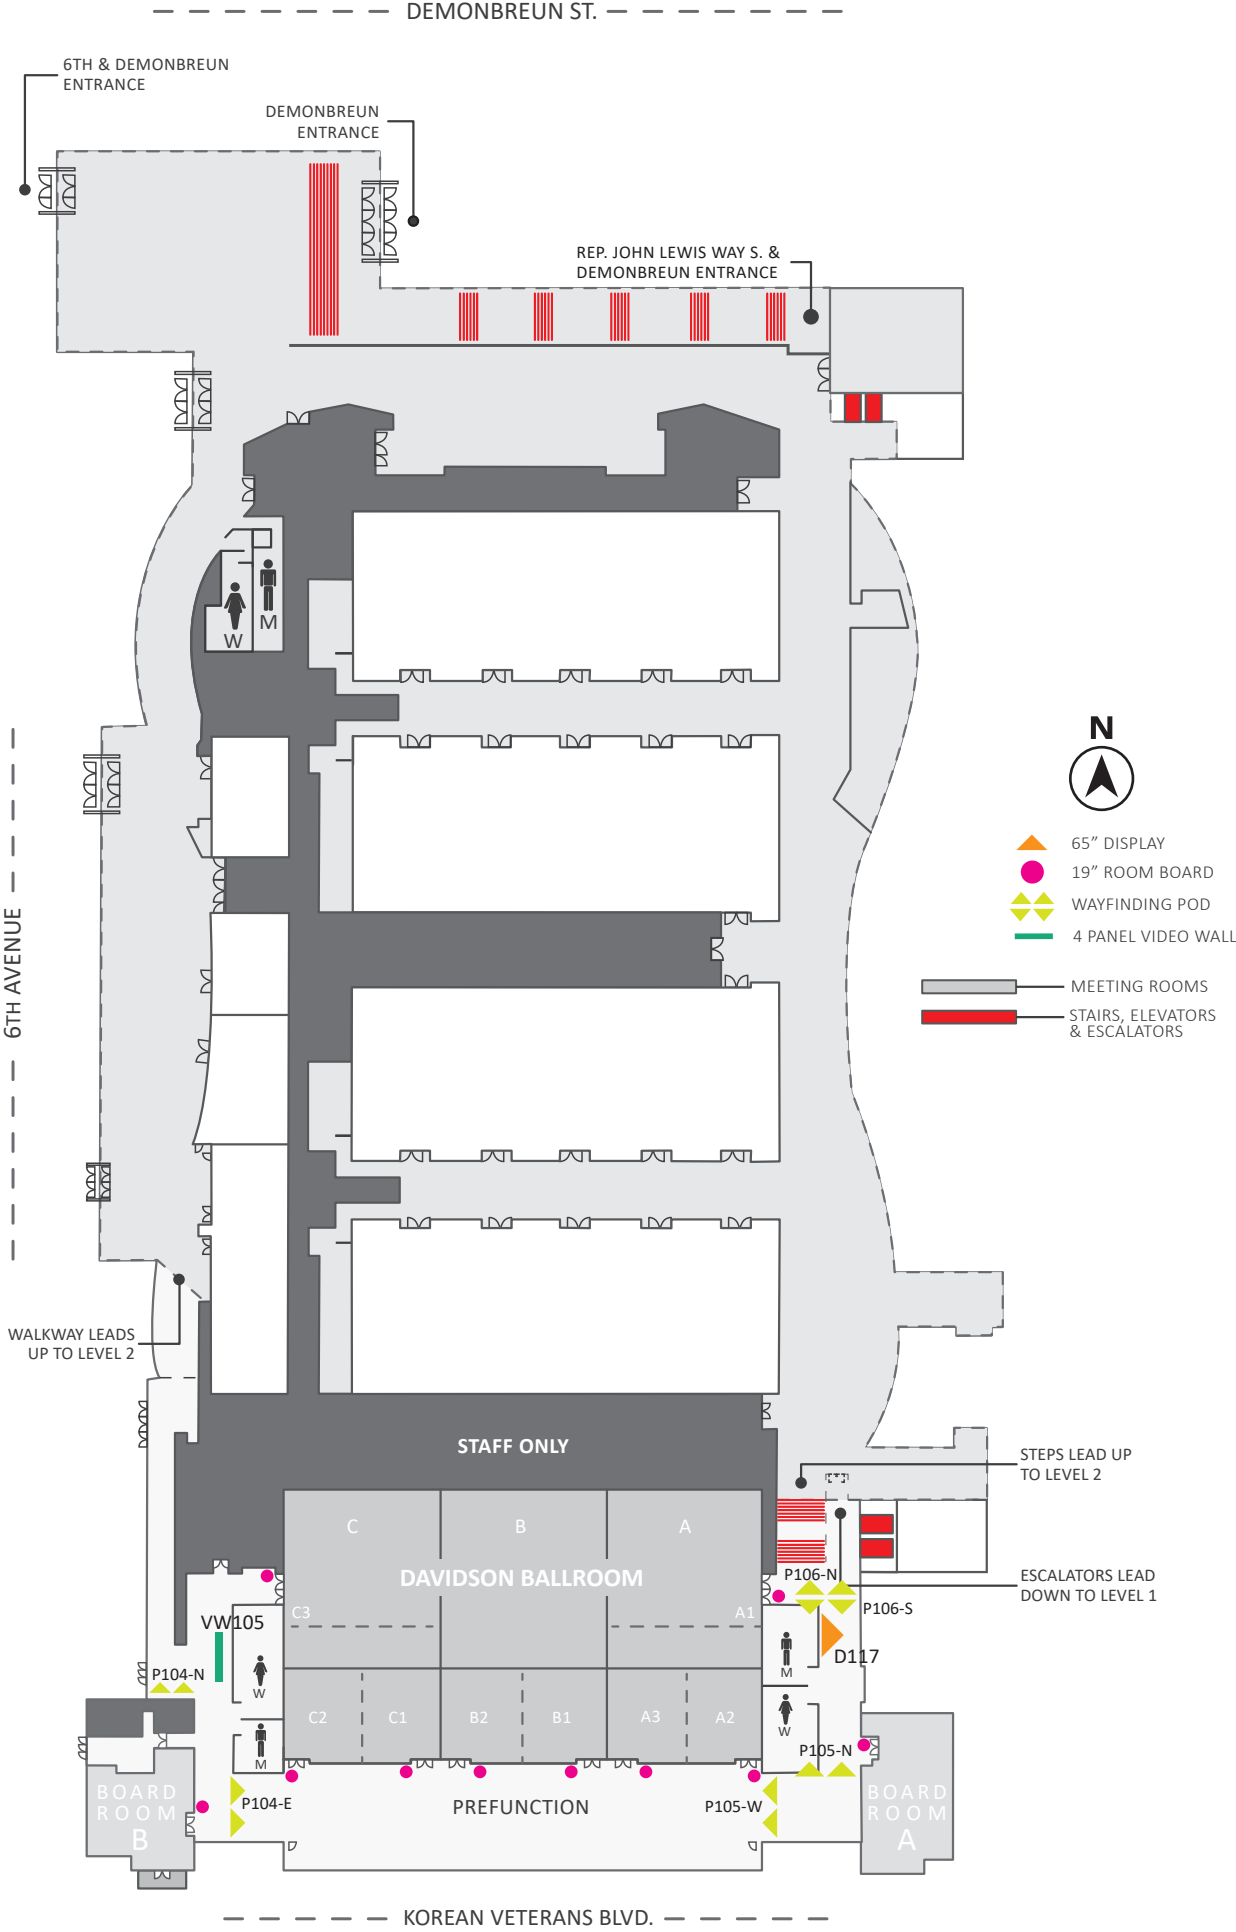 DEMONBREUN ST.
6TH & DEMONBREUN
ENTRANCE
DEMONBREUN
ENTRANCE
REP. JOHN LEWIS WAY S. &
DEMONBREUN ENTRANCE
W
M
N
65” DISPLAY
19” ROOM BOARD
WAYFINDING POD
4 PANEL VIDEO WALL
MEETING ROOMS
STAIRS, ELEVATORS
& ESCALATORS
6TH AVENUE
WALKWAY LEADS
UP TO LEVEL 2
STAFF ONLY
STEPS LEAD UP
TO LEVEL 2
C
B
A
DAVIDSON BALLROOM
P106-N
ESCALATORS LEAD
DOWN TO LEVEL 1
P106-S
C3
A1
VW105
D117
P104-N
W
M
M
W
C2
C1
B2
B1
A3
A2
P105-N
BOARD
ROOM
B
P104-E
PREFUNCTION
P105-W
BOARD
ROOM
A
KOREAN VETERANS BLVD.